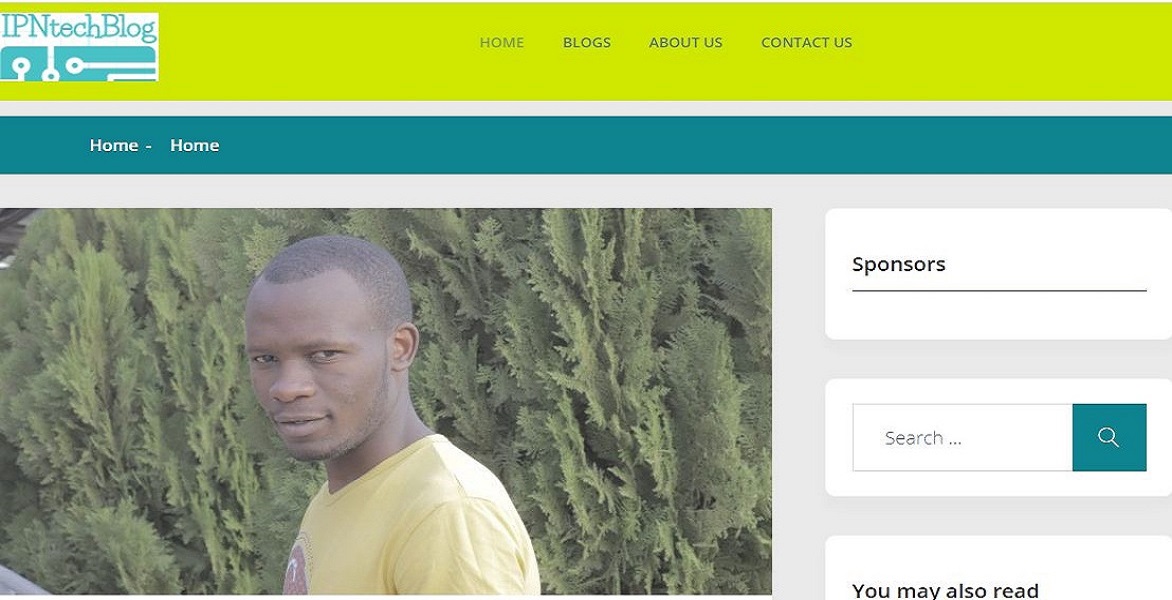 IPNtechBlog
HOME BLOGS ABOUT US CONTACT US
Home - Home
Sponsors
Search ...
You may also read